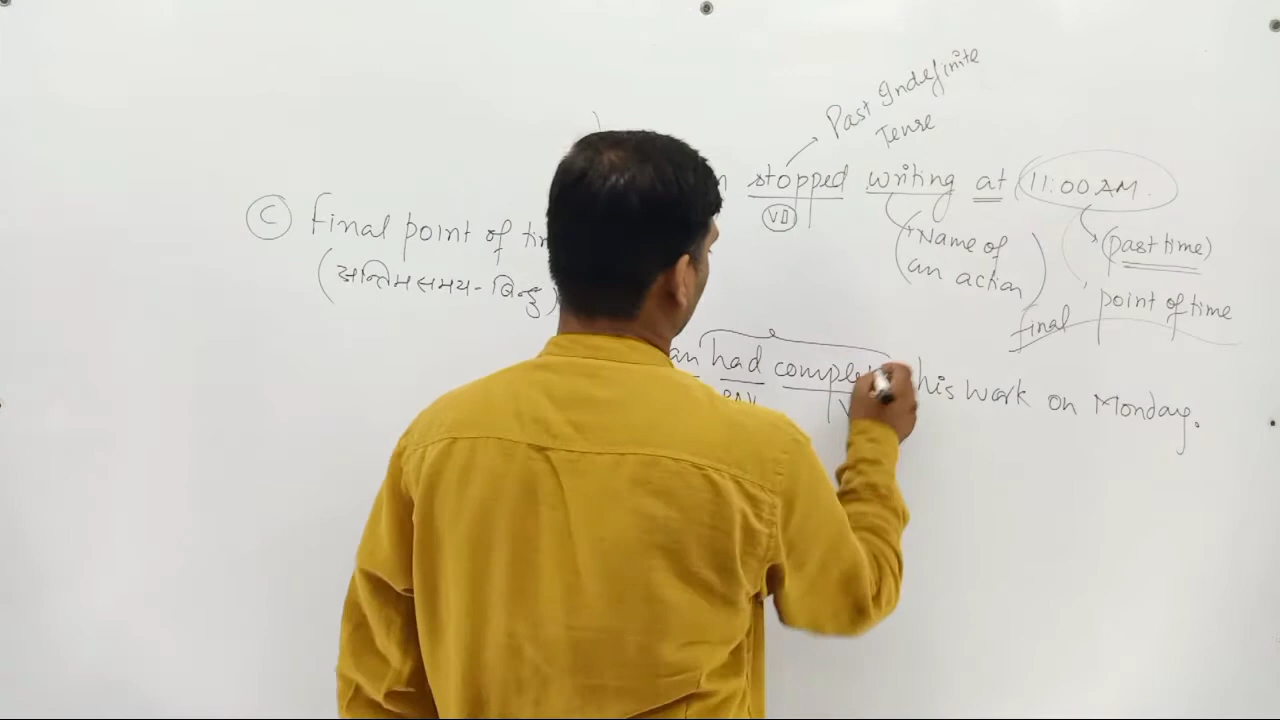 Past Indefinite
Tense
stopped writing at (11:00 AM.
VII
C Final point of
(अन्तिम समय - बिन्दु)
(Name of
an action)
(past time)
final point of time
had his work on Monday.